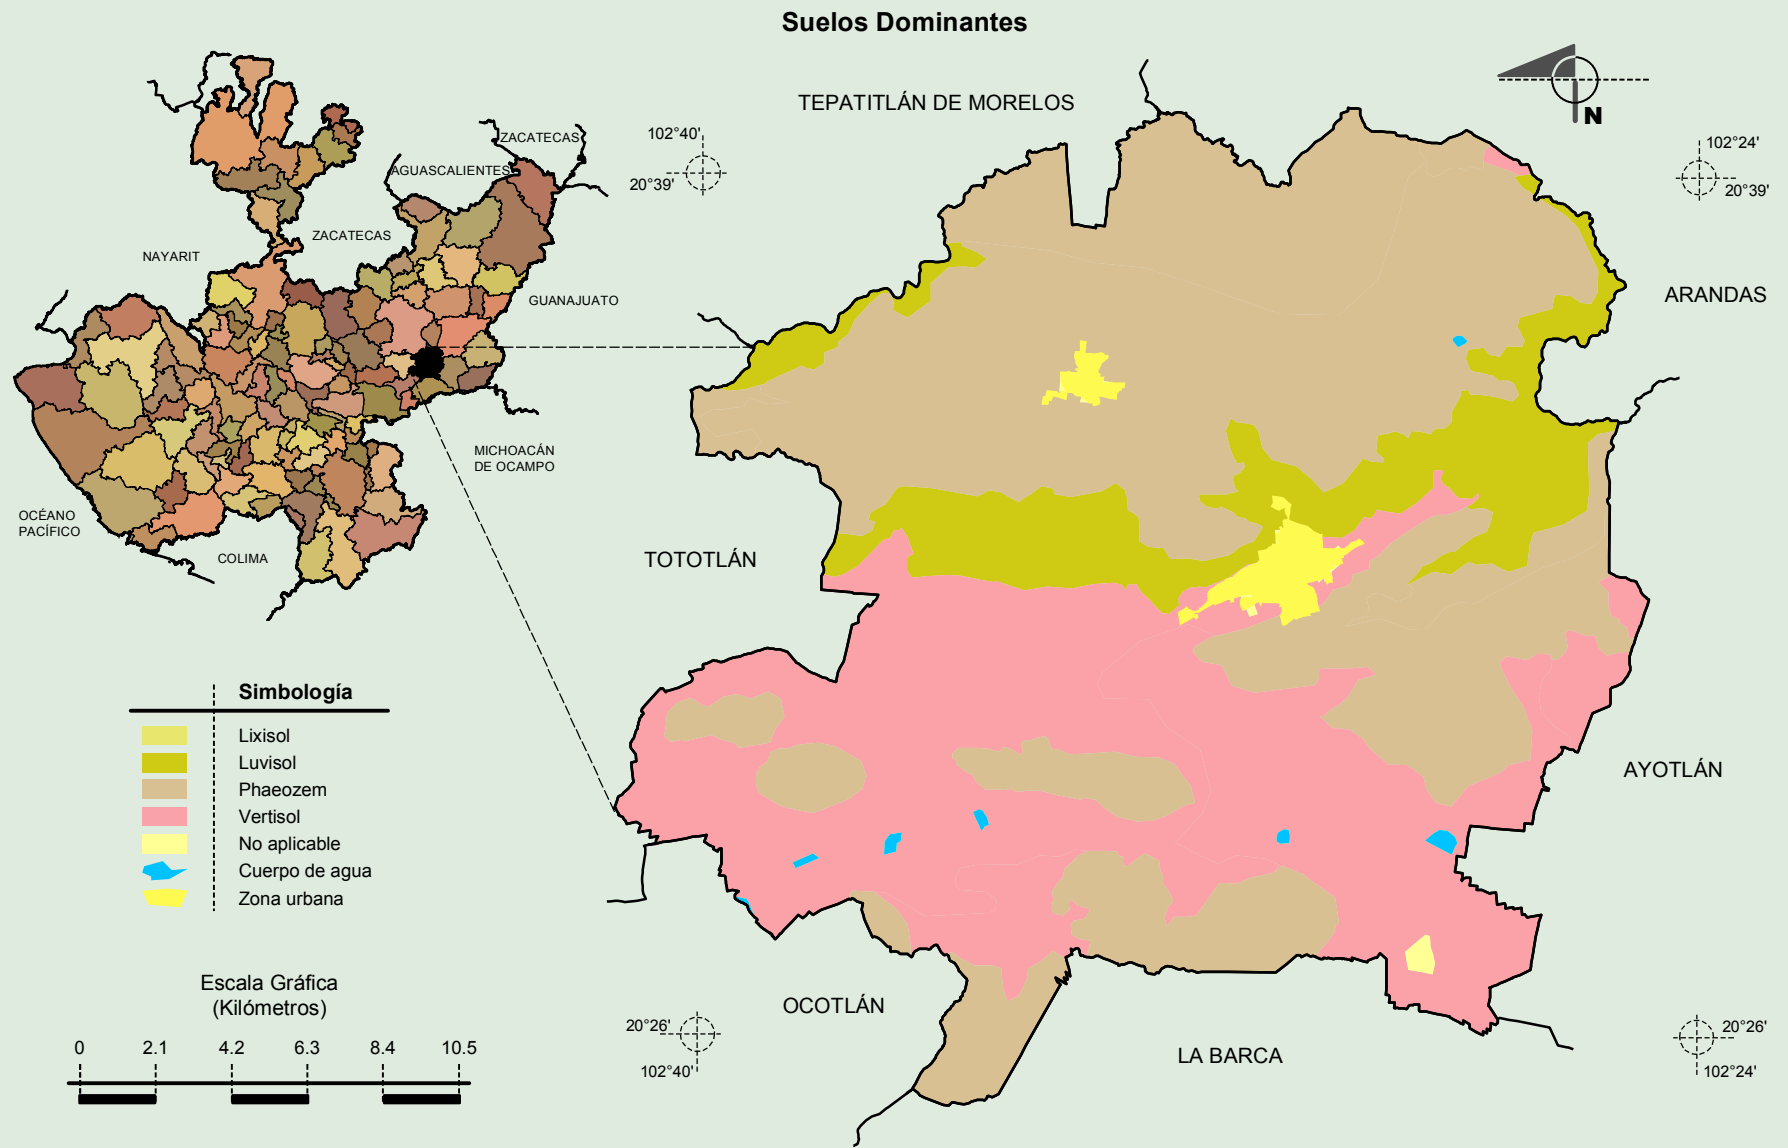 Suelos Dominantes
TEPATITLÁN DE MORELOS
N
102°40'
20°39'
102°24'
20°39'
ZACATECAS
AGUASCALIENTES
ZACATECAS
NAYARIT
GUANAJUATO
ARANDAS
MICHOACÁN
DE OCAMPO
OCÉANO
PACÍFICO
COLIMA
TOTOTLÁN
AYOTLÁN
Simbología
Lixisol
Luvisol
Phaeozem
Vertisol
No aplicable
Cuerpo de agua
Zona urbana
Escala Gráfica
(Kilómetros)
0 2.1 4.2 6.3 8.4 10.5
OCOTLÁN
LA BARCA
20°26'
102°40'
20°26'
102°24'